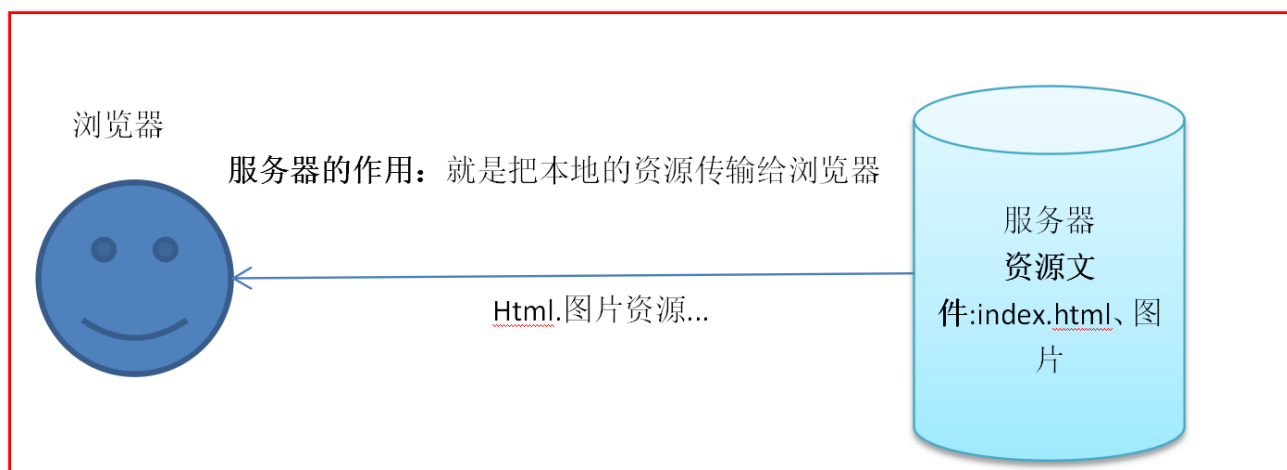 浏览器
服务器的作用：就是把本地的资源传输给浏览器
Html.图片资源...
服务器
资源文
件:index.html、图
片